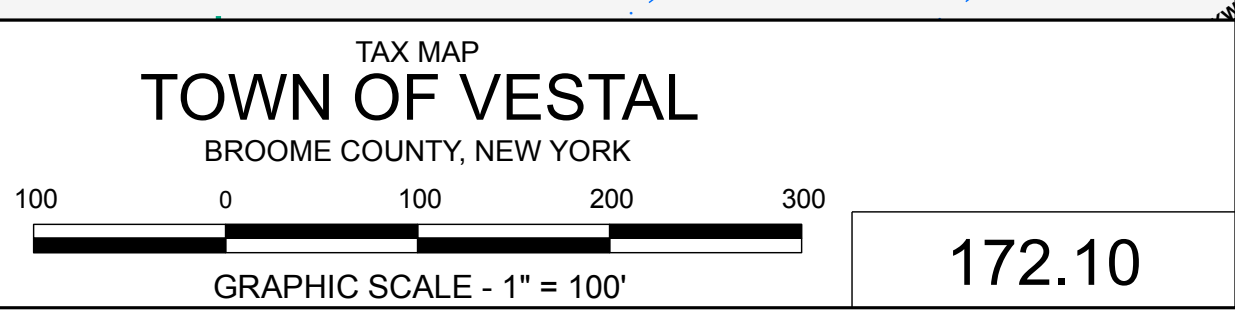 TAX MAP
TOWN OF VESTAL
BROOME COUNTY, NEW YORK
100 0 100 200 300
GRAPHIC SCALE - 1" = 100'
172.10